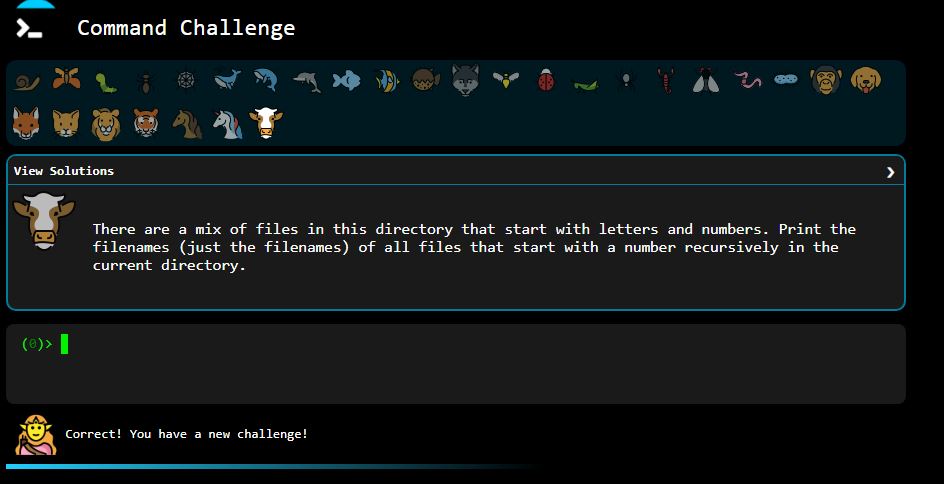 Command Challenge
View Solutions
There are a mix of files in this directory that start with letters and numbers. Print the
filenames (just the filenames) of all files that start with a number recursively in the
current directory.
(0)>
Correct! You have a new challenge!